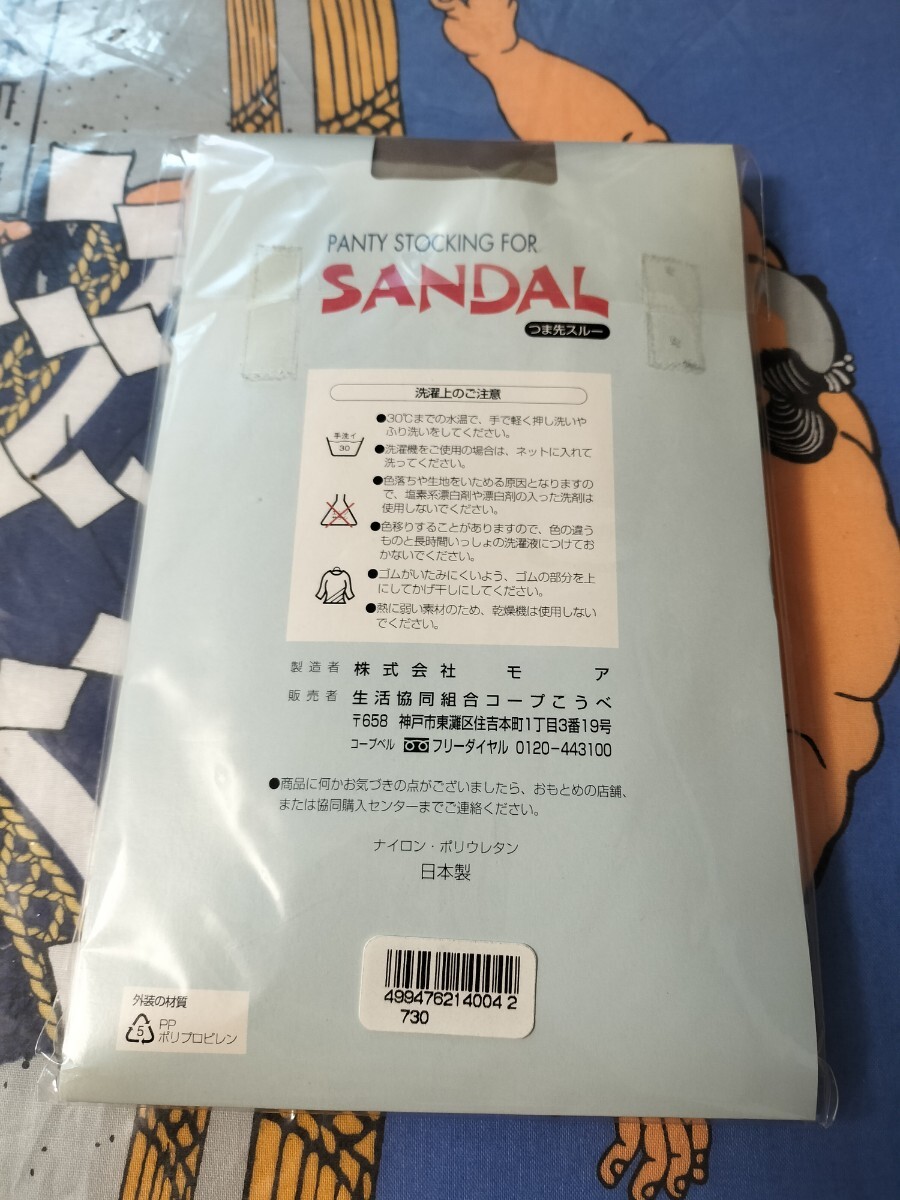 PANTY STOCKING FOR
SANDAL
つま先スルー
洗濯上のご注意
手洗イ
30
●30℃までの水温で、手で軽く押し洗いや
ふり洗いをしてください。
●洗濯機をご使用の場合は、ネットに入れて
洗ってください。
●色落ちや生地をいためる原因となりますの
で、塩素系漂白剤や漂白剤の入った洗剤は
使用しないでください。
●色移りすることがありますので、色の違う
ものと長時間いっしょの洗濯液につけてお
かないでください。
●ゴムがいたみにくいよう、ゴムの部分を上
にしてかげ干しにしてください。
●熱に弱い素材のため、乾燥機は使用しない
でください。
製造者 株式会社 モア
販売者 生活協同組合コープこうべ
〒658 神戸市東灘区住吉本町1丁目3番19号
コープベル フリーダイヤル 0120-443100
●商品に何かお気づきの点がございましたら、おもとめの店舗、
または協同購入センターまでご連絡ください。
ナイロン・ポリウレタン
日本製
499476214004 2
730
外装の材質
5 PP
ポリプロピレン